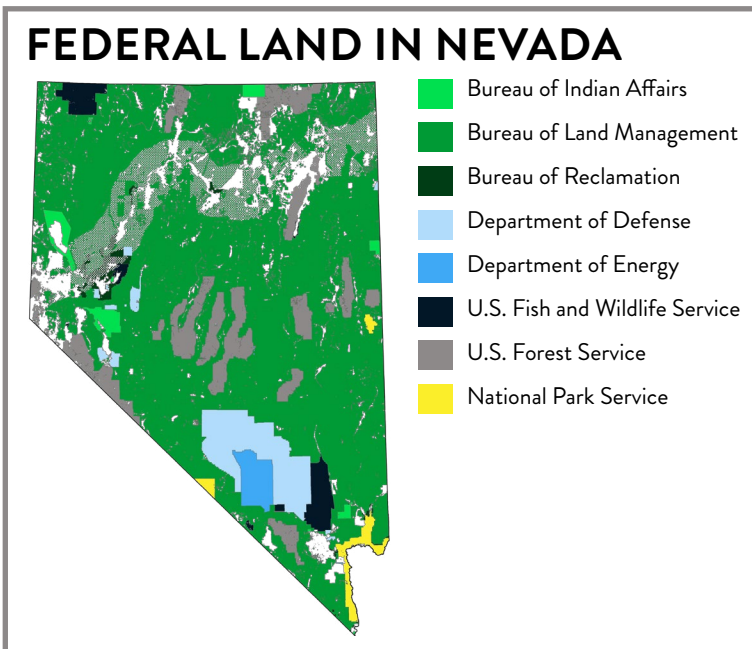 FEDERAL LAND IN NEVADA
Bureau of Indian Affairs
Bureau of Land Management
Bureau of Reclamation
Department of Defense
Department of Energy
U.S. Fish and Wildlife Service
U.S. Forest Service
National Park Service